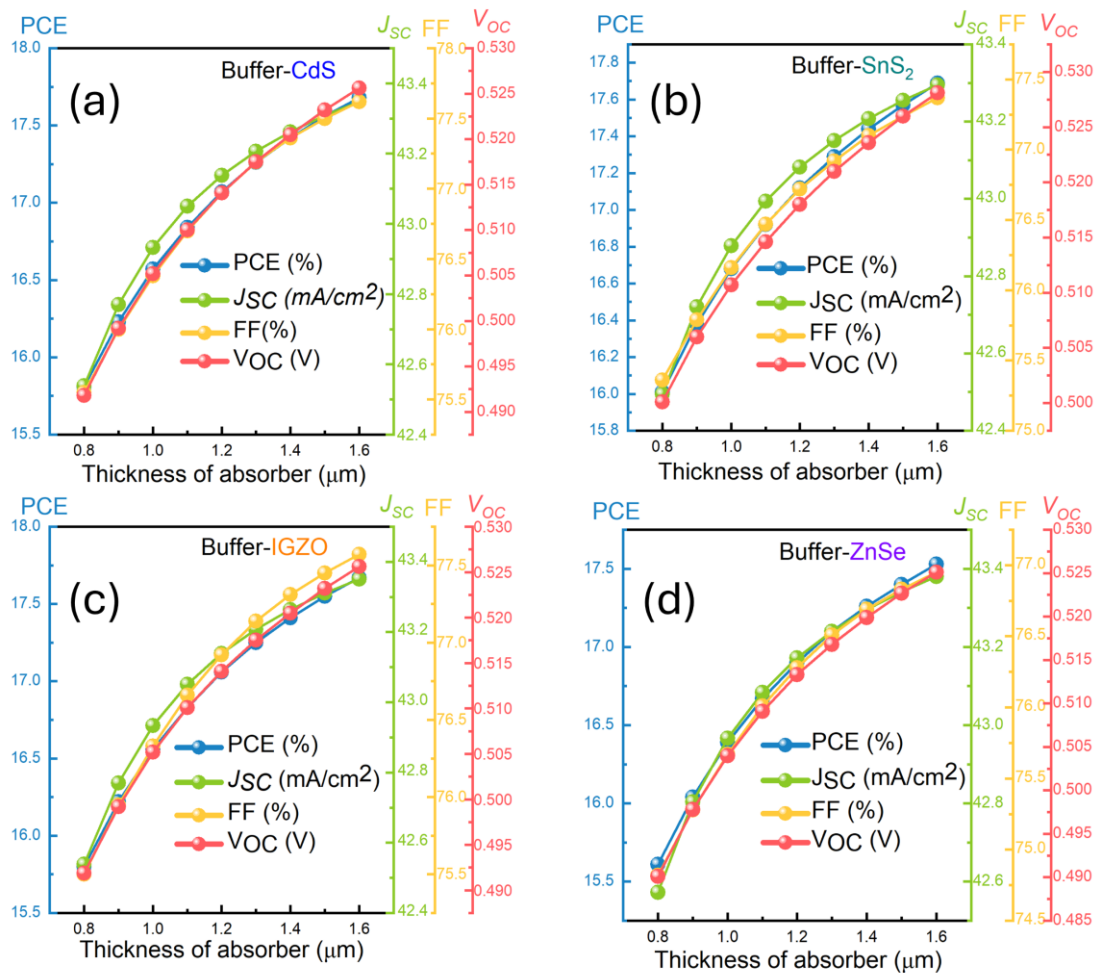 PCE
J_SC FF V_OC
(a)
Buffer-CdS
18.0
17.5
17.0
16.5
16.0
15.5
43.4
43.2
43.0
42.8
42.6
42.4
78.0
77.5
77.0
76.5
76.0
75.5
0.530
0.525
0.520
0.515
0.510
0.505
0.500
0.495
0.490
PCE (%)
J_SC (mA/cm²)
FF(%)
V_OC (V)
0.8 1.0 1.2 1.4 1.6
Thickness of absorber (μm)
PCE
J_SC FF V_OC
(b)
Buffer-SnS₂
17.8
17.6
17.4
17.2
17.0
16.8
16.6
16.4
16.2
16.0
15.8
43.4
43.2
43.0
42.8
42.6
42.4
77.5
77.0
76.5
76.0
75.5
75.0
0.530
0.525
0.520
0.515
0.510
0.505
0.500
PCE (%)
J_SC (mA/cm²)
FF (%)
V_OC (V)
0.8 1.0 1.2 1.4 1.6
Thickness of absorber (μm)
PCE
J_SC FF V_OC
(c)
Buffer-IGZO
18.0
17.5
17.0
16.5
16.0
15.5
43.4
43.2
43.0
42.8
42.6
42.4
77.5
77.0
76.5
76.0
75.5
0.530
0.525
0.520
0.515
0.510
0.505
0.500
0.495
0.490
PCE (%)
J_SC (mA/cm²)
FF (%)
V_OC (V)
0.8 1.0 1.2 1.4 1.6
Thickness of absorber (μm)
PCE
J_SC FF V_OC
(d)
Buffer-ZnSe
17.5
17.0
16.5
16.0
15.5
43.4
43.2
43.0
42.8
42.6
77.0
76.5
76.0
75.5
75.0
74.5
0.530
0.525
0.520
0.515
0.510
0.505
0.500
0.495
0.490
0.485
PCE (%)
J_SC (mA/cm²)
FF (%)
V_OC (V)
0.8 1.0 1.2 1.4 1.6
Thickness of absorber (μm)